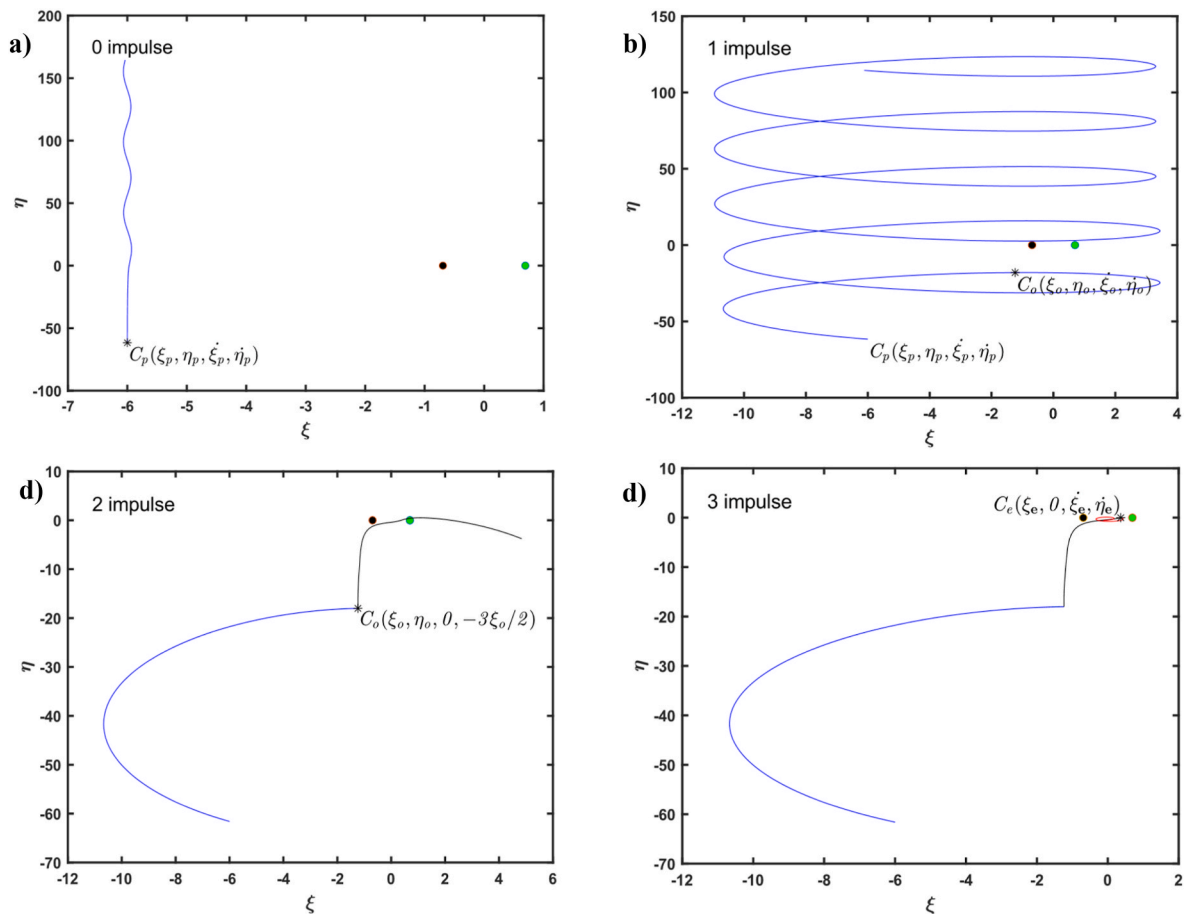 a)
0 impulse
200
150
100
50
0
-50
-100
η
C_p(ξ_p, η_p, ξ̇_p, η̇_p)
-7 -6 -5 -4 -3 -2 -1 0 1
ξ
b)
1 impulse
150
100
50
0
-50
-100
η
C_o(ξ_o, η_o, ξ̇_o, η̇_o)
C_p(ξ_p, η_p, ξ̇_p, η̇_p)
-12 -10 -8 -6 -4 -2 0 2 4
ξ
d)
2 impulse
10
0
-10
-20
-30
-40
-50
-60
-70
η
C_o(ξ_o, η_o, 0, -3ξ_o/2)
-12 -10 -8 -6 -4 -2 0 2 4 6
ξ
d)
3 impulse
10
0
-10
-20
-30
-40
-50
-60
-70
η
C_e(ξ_e, 0, ξ̇_e, η̇_e)
-12 -10 -8 -6 -4 -2 0 2
ξ